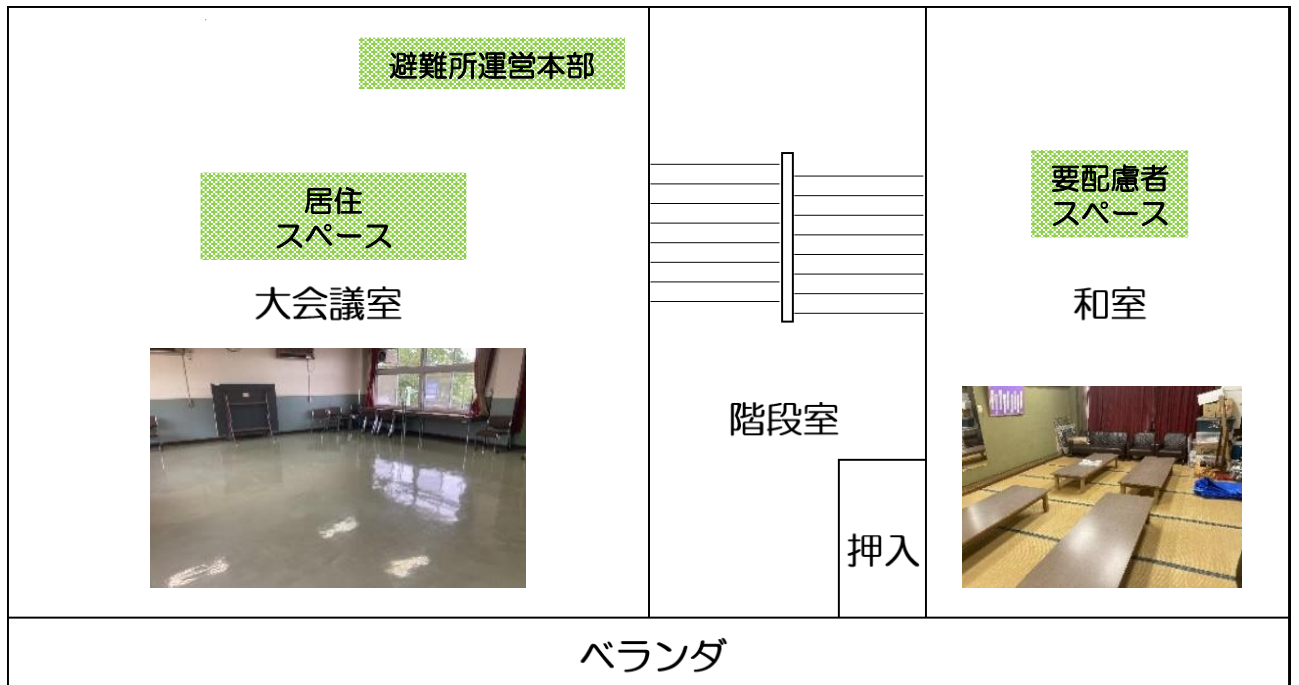 避難所運営本部
居住
スペース
大会議室
階段室
押入
要配慮者
スペース
和室
ベランダ